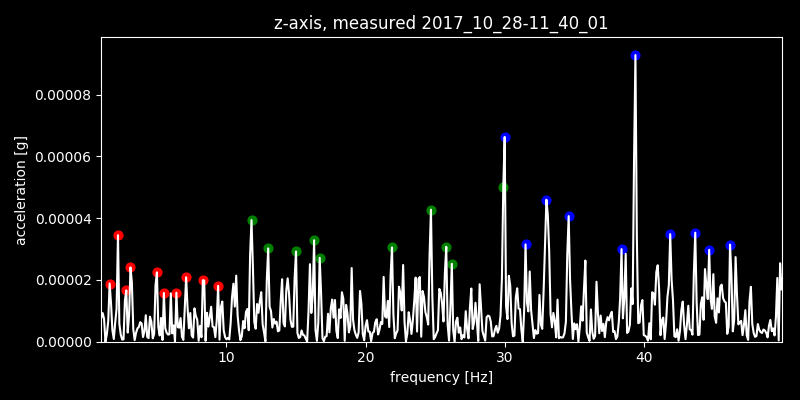 z-axis, measured 2017_10_28-11_40_01
acceleration [g]
0.00008
0.00006
0.00004
0.00002
0.00000
10 20 30 40
frequency [Hz]